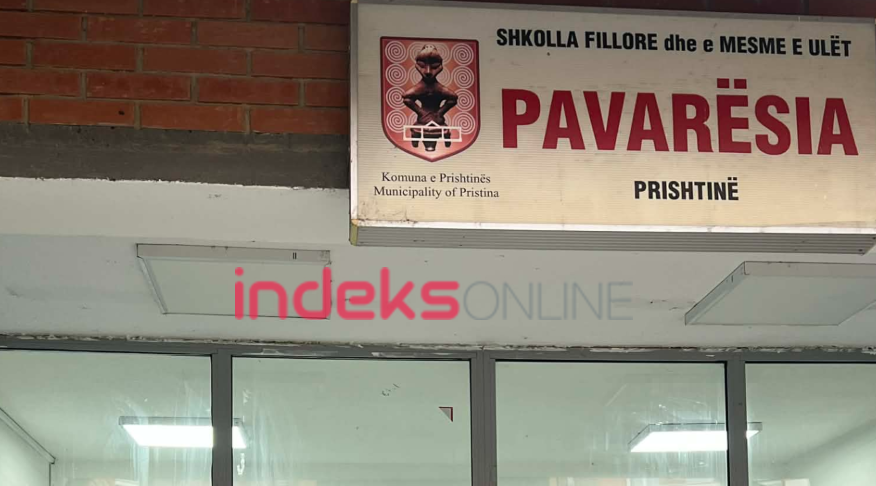 SHKOLLA FILLORE dhe e MESME E ULËT
PAVARËSIA
PRISHTINË
Komuna e Prishtinës
Municipality of Pristina
indeksONLINE